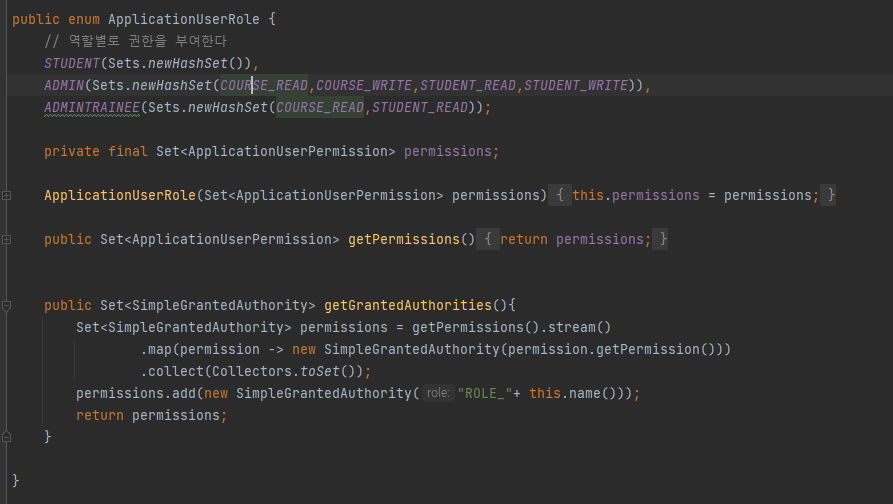 public enum ApplicationUserRole {
// 역할별로 권한을 부여한다
STUDENT(Sets.newHashSet()),
ADMIN(Sets.newHashSet(COURSE_READ,COURSE_WRITE,STUDENT_READ,STUDENT_WRITE)),
ADMINTRAINEE(Sets.newHashSet(COURSE_READ,STUDENT_READ));
private final Set<ApplicationUserPermission> permissions;
ApplicationUserRole(Set<ApplicationUserPermission> permissions) { this.permissions = permissions; }
public Set<ApplicationUserPermission> getPermissions() { return permissions; }
public Set<SimpleGrantedAuthority> getGrantedAuthorities(){
Set<SimpleGrantedAuthority> permissions = getPermissions().stream()
.map(permission -> new SimpleGrantedAuthority(permission.getPermission()))
.collect(Collectors.toSet());
permissions.add(new SimpleGrantedAuthority( role: "ROLE_"+ this.name()));
return permissions;
}
}